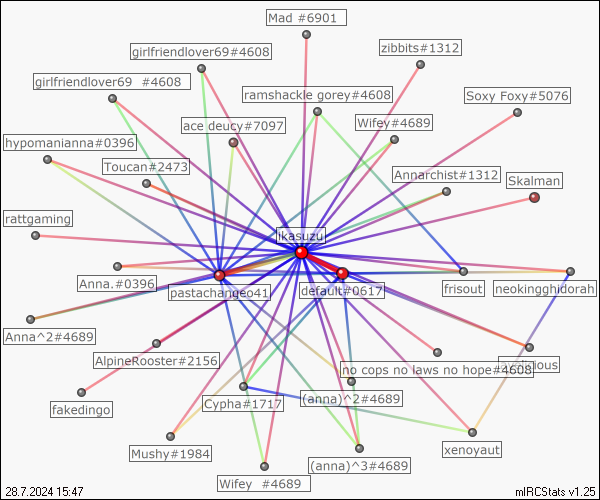 Mad #6901
girlfriendlover69#4608
zibbits#1312
girlfriendlover69 #4608
ramshackle gorey#4608
Soxy Foxy#5076
ace deucy#7097
Wifey#4689
hypomanianna#0396
Toucan#2473
Annarchist#1312
Skalman
rattgaming
ikasuzu
Anna.#0396
pastachangeo41
default#0617
frisout
neokingghidorah
Anna^2#4689
AlpineRooster#2156
no cops no laws no hope#4608
fakedingo
Cypha#1717
(anna)^2#4689
Mushy#1984
xenoyaut
(anna)^3#4689
Wifey #4689
28.7.2024 15:47
mIRCStats v1.25